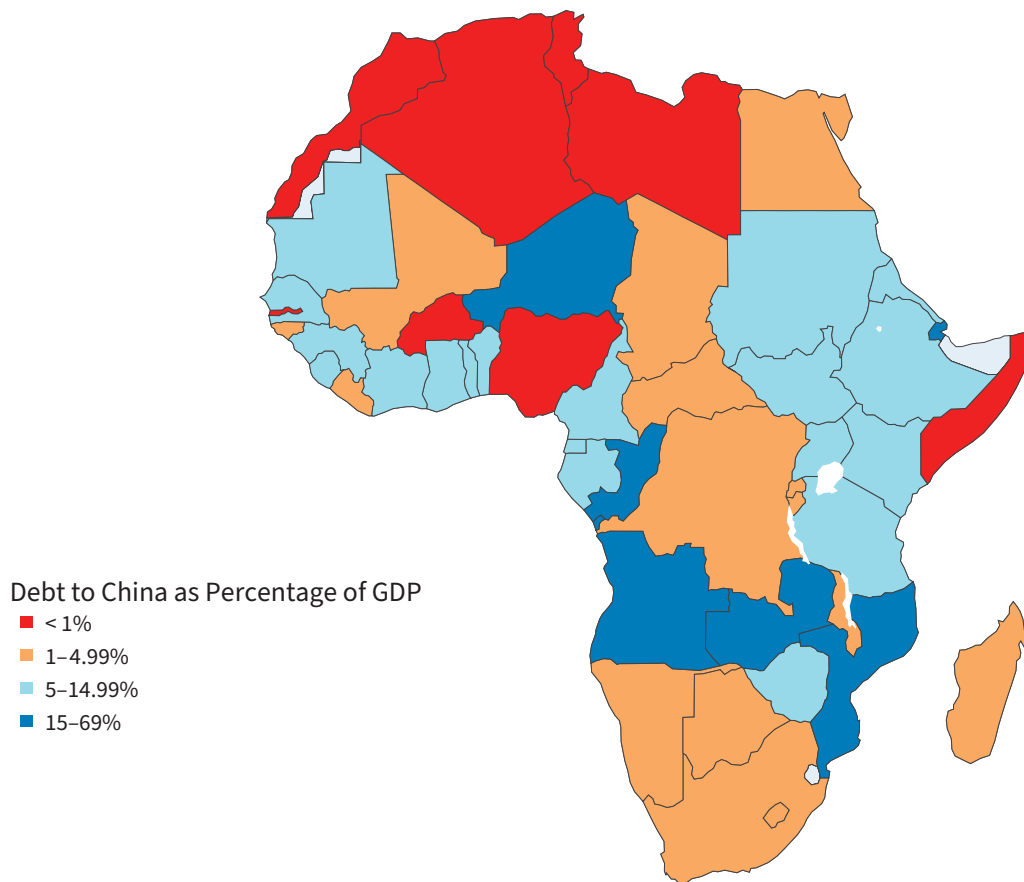 Debt to China as Percentage of GDP
< 1%
1–4.99%
5–14.99%
15–69%